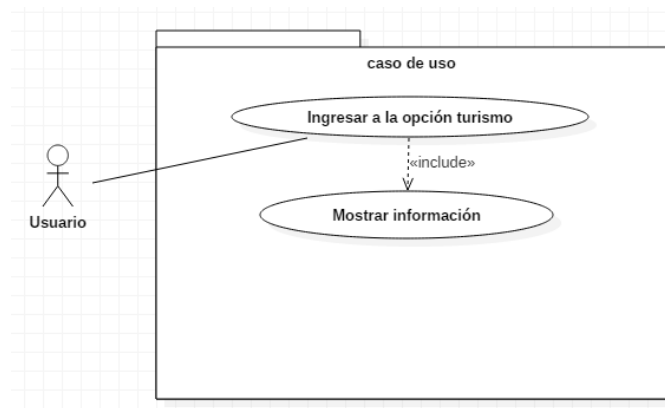 caso de uso
Ingresar a la opción turismo
«include»
Mostrar información
Usuario